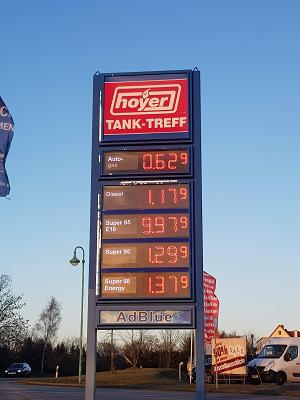 hoyer
TANK-TREFF
Auto-
gas 0.629
Diesel 1.179
Super 95
E10 9.979
Super 95 1.299
Super 98
Energy 1.379
AdBlue